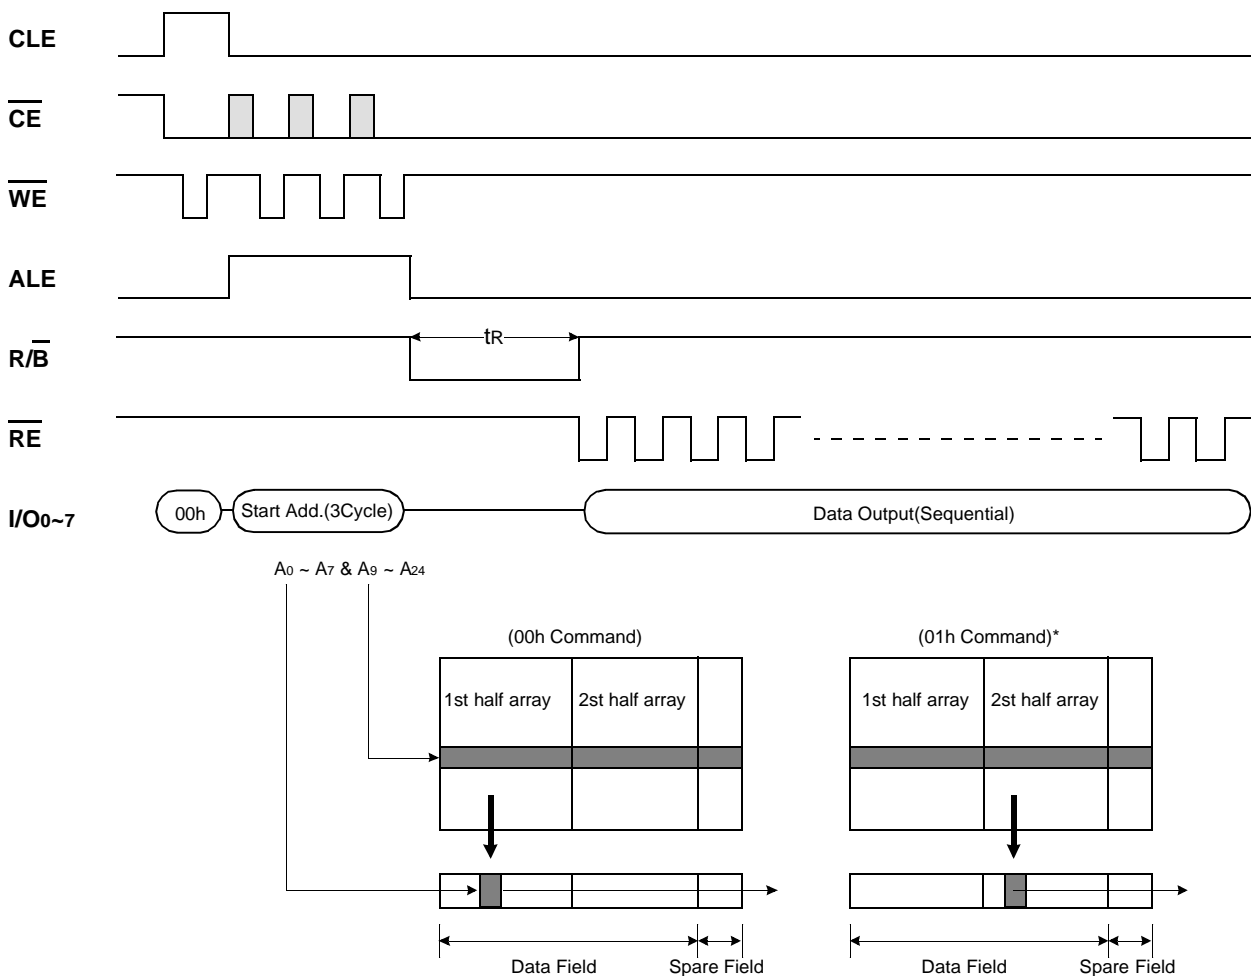 CLE
CE
WE
ALE
R/B
tR
RE
I/O0~7
00h
Start Add.(3Cycle)
Data Output(Sequential)
A0 ~ A7 & A9 ~ A24
(00h Command)
(01h Command)*
1st half array
2st half array
1st half array
2st half array
Data Field
Spare Field
Data Field
Spare Field